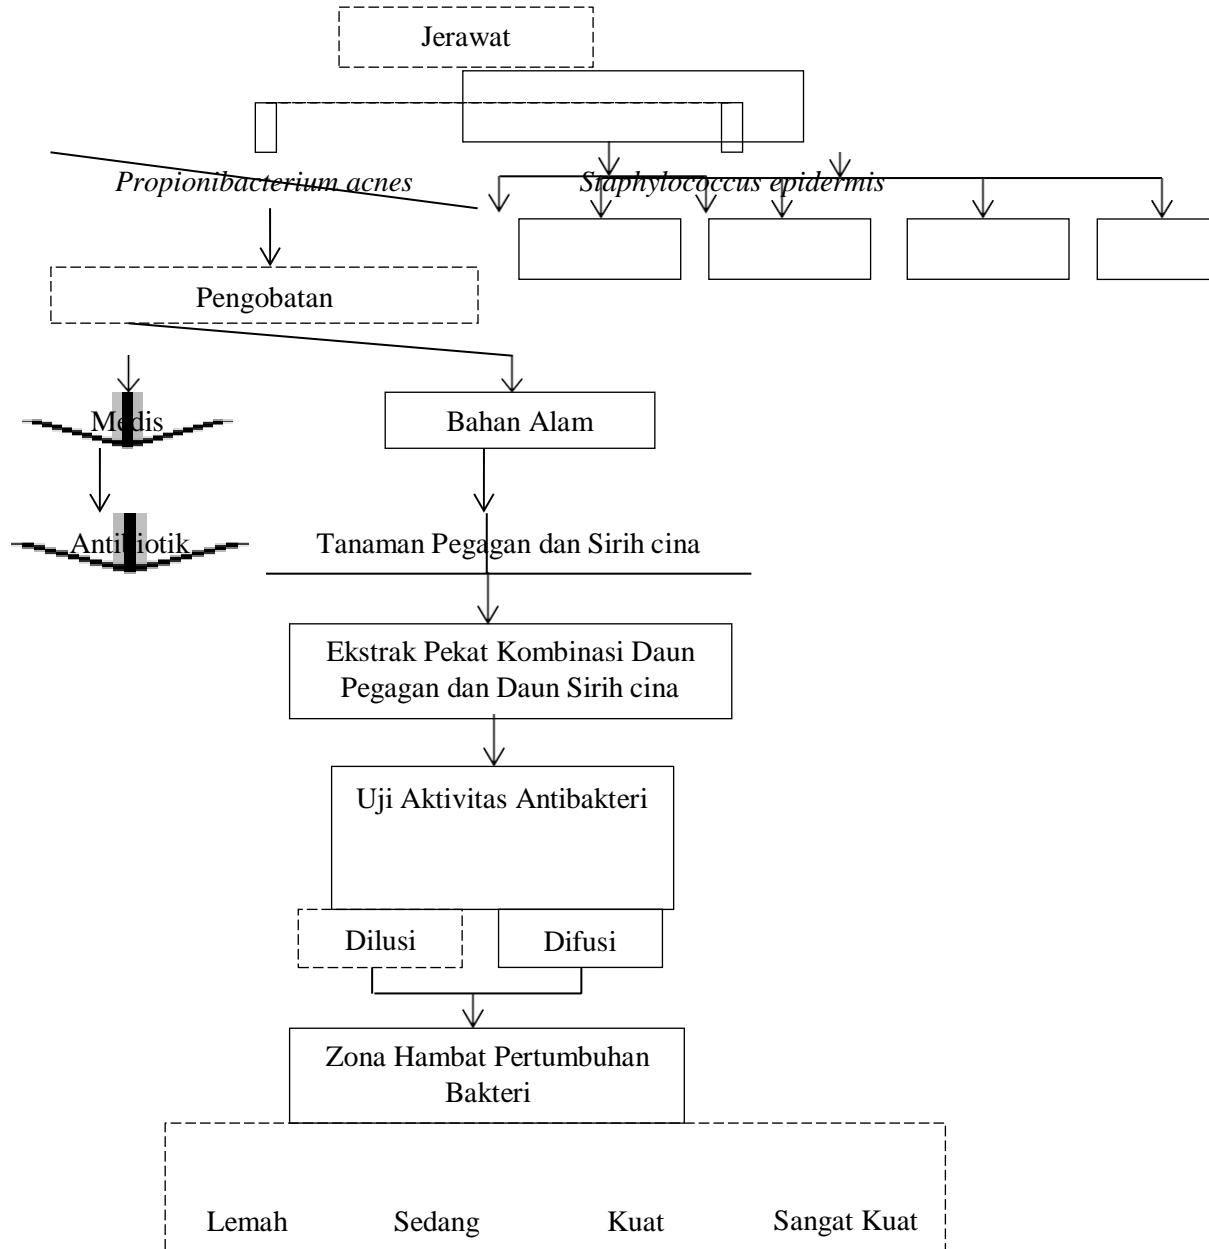 Jerawat
Propionibacterium acnes
Staphylococcus epidermis
Pengobatan
Medis
Bahan Alam
Antibiotik
Tanaman Pegagan dan Sirih cina
Ekstrak Pekat Kombinasi Daun
Pegagan dan Daun Sirih cina
Uji Aktivitas Antibakteri
Dilusi
Difusi
Zona Hambat Pertumbuhan
Bakteri
Lemah
Sedang
Kuat
Sangat Kuat